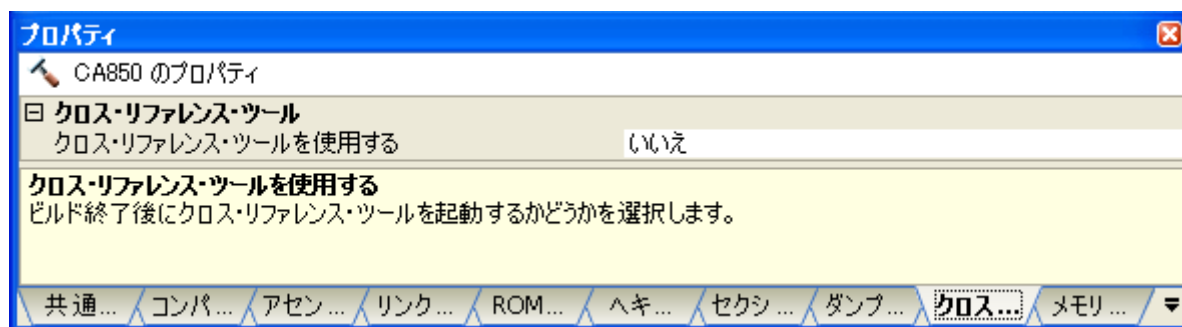 プロパティ
CA850 のプロパティ
クロス・リファレンス・ツール
クロス・リファレンス・ツールを使用する いいえ
クロス・リファレンス・ツールを使用する
ビルド終了後にクロス・リファレンス・ツールを起動するかどうかを選択します。
共通... コンパ... アセン... リンク... ROM... ヘキ... セクシ... ダンプ... クロス... メモリ...